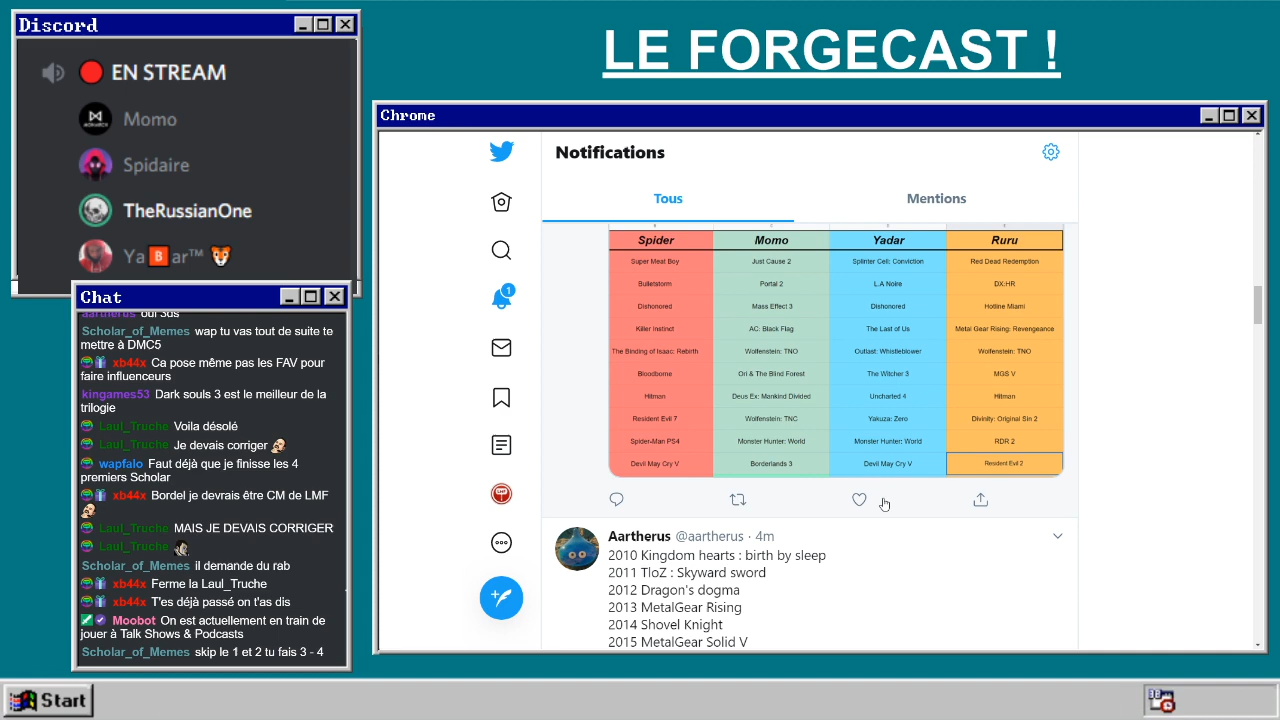 LE FORGECAST !
Discord
EN STREAM
Momo
Spidaire
TheRussianOne
Ya🅱ar™ 🐯
Chat
aartherus oui 3ds
Scholar_of_Memes wap tu vas tout de suite te
mettre à DMC5
xb44x Ca pose même pas les FAV pour
faire influenceurs
kingames53 Dark souls 3 est le meilleur de la
trilogie
Laul_Truche Voila désolé
Laul_Truche Je devais corriger
wapfalo Faut déjà que je finisse les 4
premiers Scholar
xb44x Bordel je devrais être CM de LMF
Laul_Truche MAIS JE DEVAIS CORRIGER
Laul_Truche
Scholar_of_Memes il demande du rab
xb44x Ferme la Laul_Truche
xb44x T'es déjà passé on t'as dis
Moobot On est actuellement en train de
jouer à Talk Shows & Podcasts
Scholar_of_Memes skip le 1 et 2 tu fais 3 - 4
Chrome
Notifications
Tous Mentions
1
Spider Momo Yadar Ruru
Super Meat Boy Just Cause 2 Splinter Cell: Conviction Red Dead Redemption
Bulletstorm Portal 2 L.A Noire DX:HR
Dishonored Mass Effect 3 Dishonored Hotline Miami
Killer Instinct AC: Black Flag The Last of Us Metal Gear Rising: Revengeance
The Binding of Isaac: Rebirth Wolfenstein: TNO Outlast: Whistleblower Wolfenstein: TNO
Bloodborne Ori & The Blind Forest The Witcher 3 MGS V
Hitman Deus Ex: Mankind Divided Uncharted 4 Hitman
Resident Evil 7 Wolfenstein: TNC Yakuza: Zero Divinity: Original Sin 2
Spider-Man PS4 Monster Hunter: World Monster Hunter: World RDR 2
Devil May Cry V Borderlands 3 Devil May Cry V Resident Evil 2
Aartherus @aartherus · 4m
2010 Kingdom hearts : birth by sleep
2011 TloZ : Skyward sword
2012 Dragon's dogma
2013 MetalGear Rising
2014 Shovel Knight
2015 MetalGear Solid V
Start